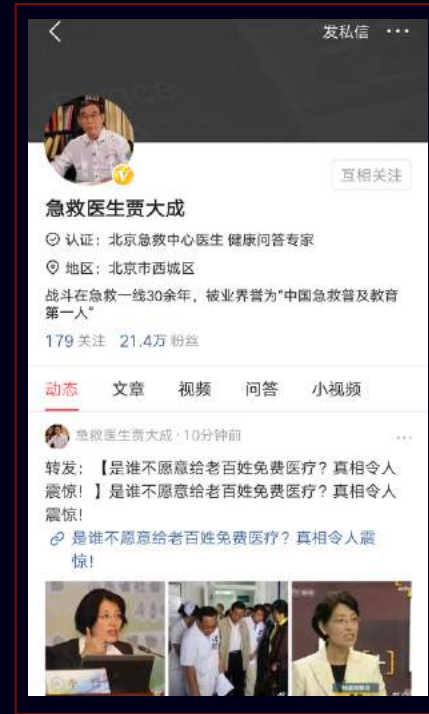 发私信
互相关注
急救医生贾大成
认证：北京急救中心医生 健康问答专家
地区：北京市西城区
战斗在急救一线30余年，被业界誉为“中国急救普及教育
第一人”
179 关注 21.4万 粉丝
动态 文章 视频 问答 小视频
急救医生贾大成·10分钟前
转发：【是谁不愿意给老百姓免费医疗？真相令人
震惊！】是谁不愿意给老百姓免费医疗？真相令人
震惊!
是谁不愿意给老百姓免费医疗？真相令人震
惊!